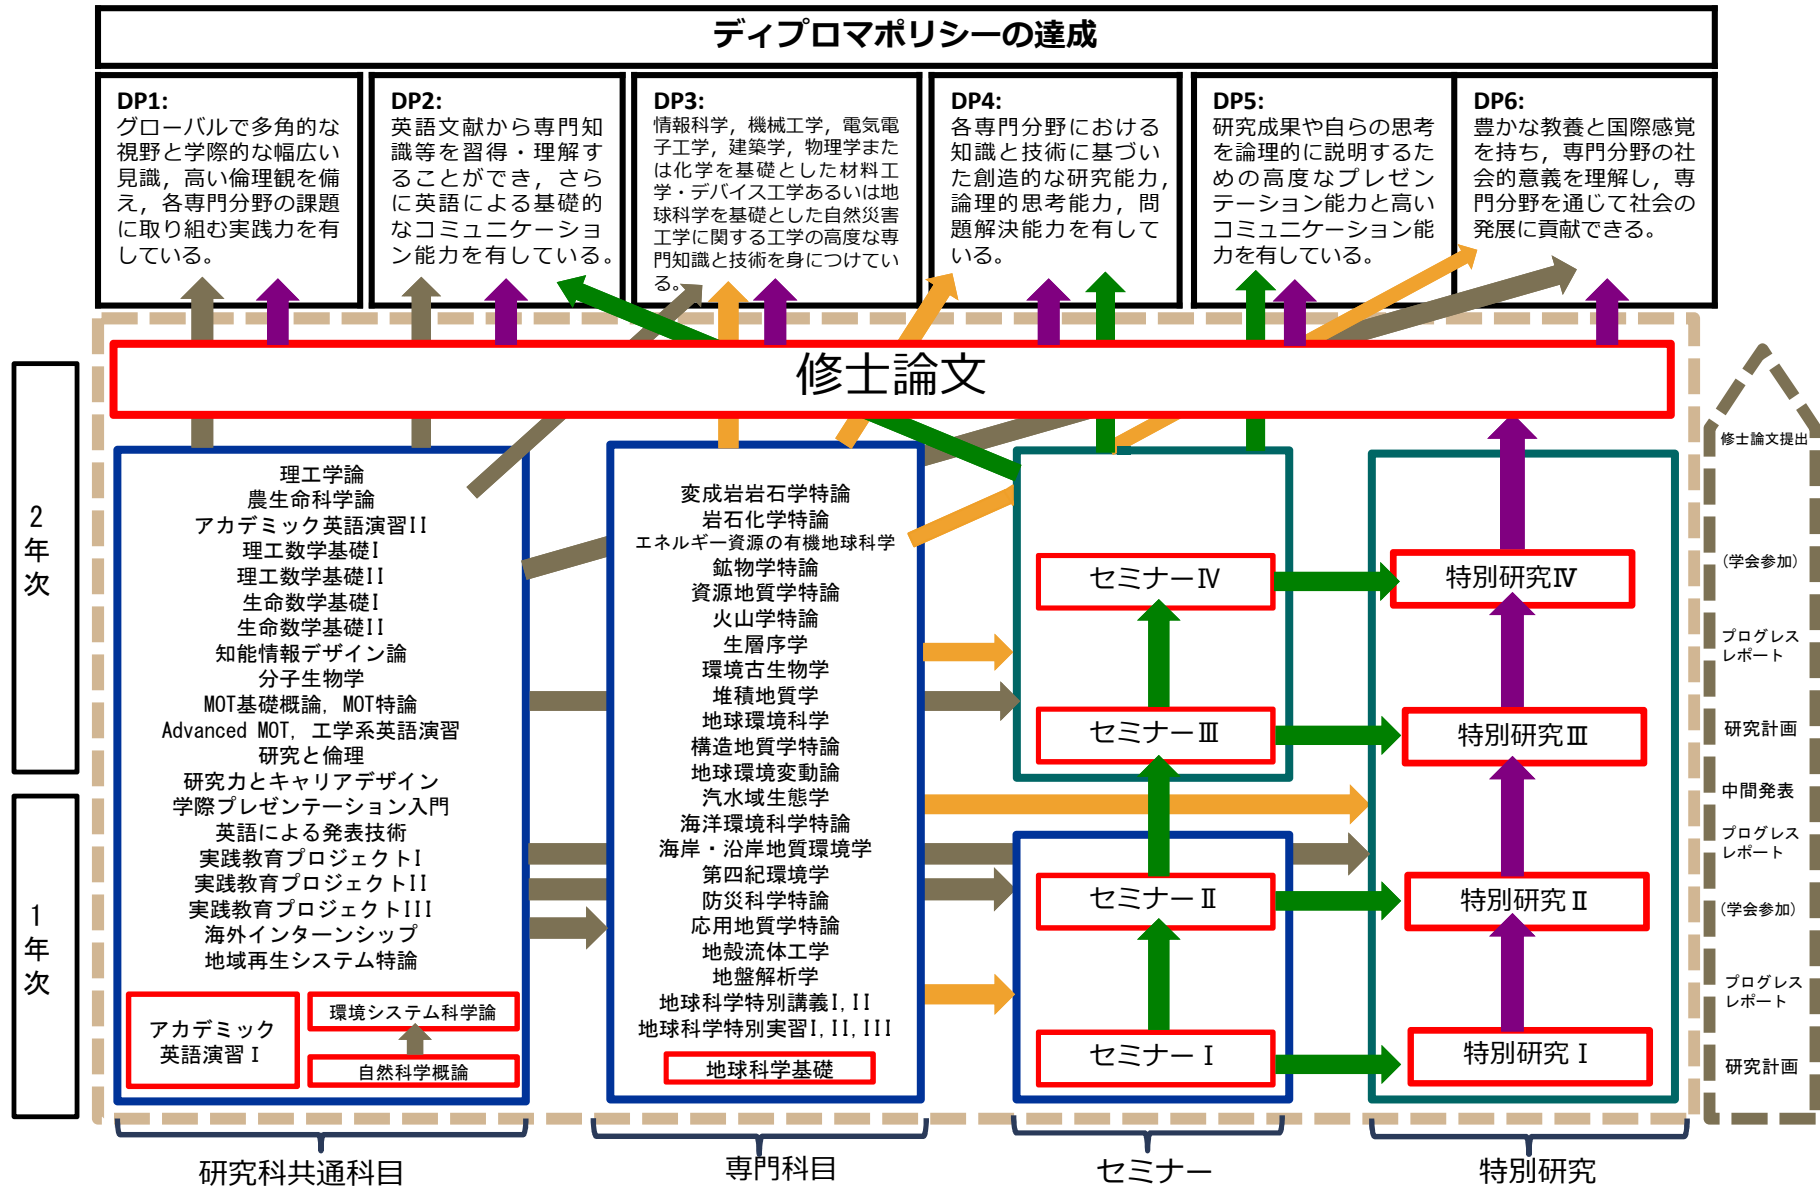 ディプロマポリシーの達成
DP1:
グローバルで多角的な
視野と学際的な幅広い
見識，高い倫理観を備
え，各専門分野の課題
に取り組む実践力を有
している。
DP2:
英語文献から専門知
識等を習得・理解す
ることができ，さら
に英語による基礎的
なコミュニケーショ
ン能力を有している。
DP3:
情報科学，機械工学，電気電
子工学，建築学，物理学また
は化学を基礎とした材料工
学・デバイス工学あるいは地
球科学を基礎とした自然災害
工学に関する工学の高度な専
門知識と技術を身につけてい
る。
DP4:
各専門分野における
知識と技術に基づい
た創造的な研究能力，
論理的思考能力，問
題解決能力を有して
いる。
DP5:
研究成果や自らの思考
を論理的に説明するた
めの高度なプレゼン
テーション能力と高い
コミュニケーション能
力を有している。
DP6:
豊かな教養と国際感覚
を持ち，専門分野の社
会的意義を理解し，専
門分野を通じて社会の
発展に貢献できる。
修士論文
2
年
次
1
年
次
理工学論
農生命科学論
アカデミック英語演習II
理工数学基礎I
理工数学基礎II
生命数学基礎I
生命数学基礎II
知能情報デザイン論
分子生物学
MOT基礎概論，MOT特論
Advanced MOT，工学系英語演習
研究と倫理
研究力とキャリアデザイン
学際プレゼンテーション入門
英語による発表技術
実践教育プロジェクトI
実践教育プロジェクトII
実践教育プロジェクトIII
海外インターンシップ
地域再生システム特論
アカデミック
英語演習 I
環境システム科学論
自然科学概論
変成岩岩石学特論
岩石化学特論
エネルギー資源の有機地球科学
鉱物学特論
資源地質学特論
火山学特論
生層序学
環境古生物学
堆積地質学
地球環境科学
構造地質学特論
地球環境変動論
汽水域生態学
海洋環境科学特論
海岸・沿岸地質環境学
第四紀環境学
防災科学特論
応用地質学特論
地殻流体工学
地盤解析学
地球科学特別講義I,II
地球科学特別実習I,II,III
地球科学基礎
セミナーⅣ
セミナーⅢ
セミナーⅡ
セミナーⅠ
特別研究Ⅳ
特別研究Ⅲ
特別研究Ⅱ
特別研究Ⅰ
修士論文提出
(学会参加)
プログレス
レポート
研究計画
中間発表
プログレス
レポート
(学会参加)
プログレス
レポート
研究計画
研究科共通科目
専門科目
セミナー
特別研究